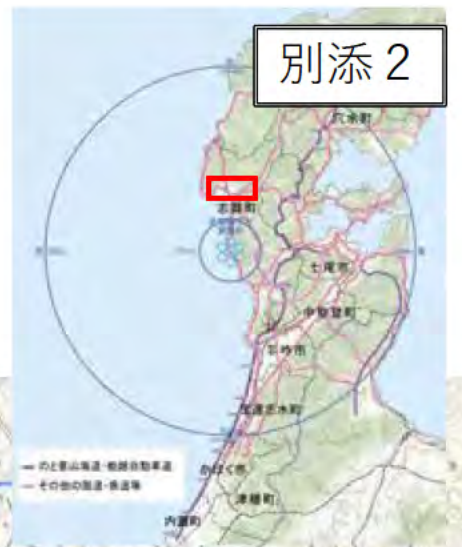 別添２
穴水町
志賀町
七尾市
中能登町
羽咋市
宝達志水町
かほく市
津幡町
内灘町
のと里山海道・能越自動車道
その他の国道・県道等